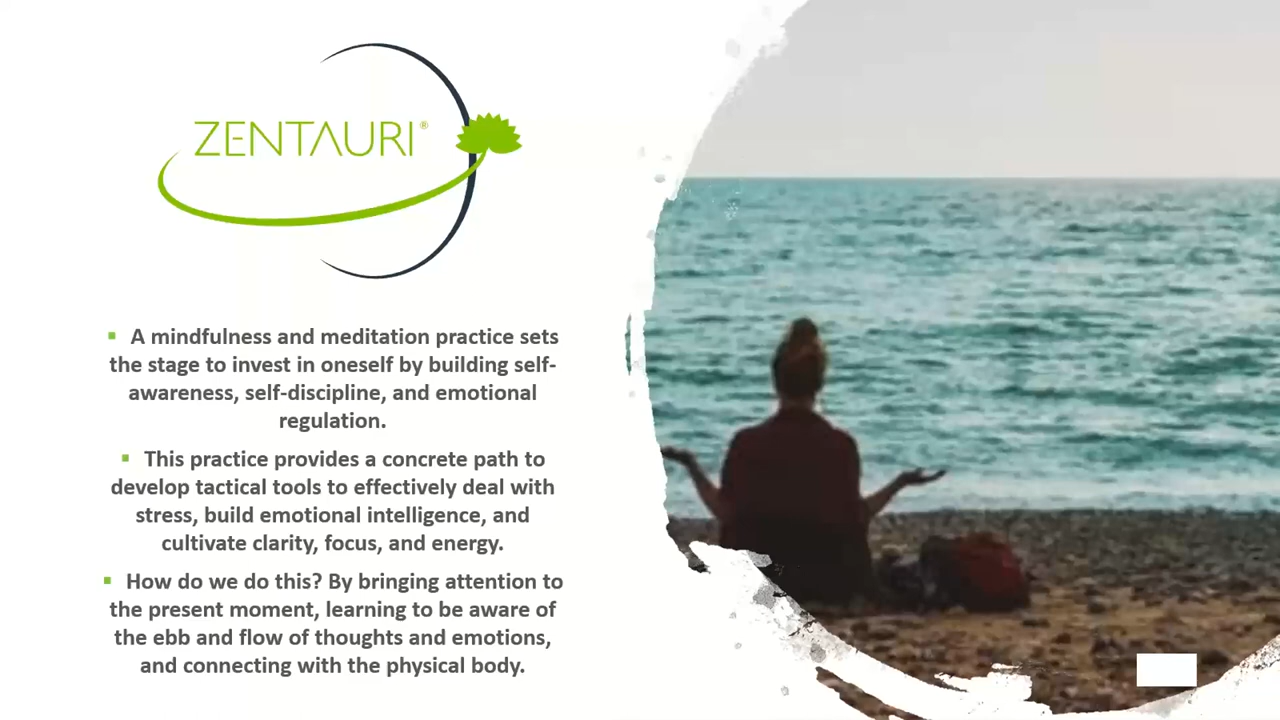 ZENTAURI®
▪ A mindfulness and meditation practice sets
the stage to invest in oneself by building self-
awareness, self-discipline, and emotional
regulation.
▪ This practice provides a concrete path to
develop tactical tools to effectively deal with
stress, build emotional intelligence, and
cultivate clarity, focus, and energy.
▪ How do we do this? By bringing attention to
the present moment, learning to be aware of
the ebb and flow of thoughts and emotions,
and connecting with the physical body.